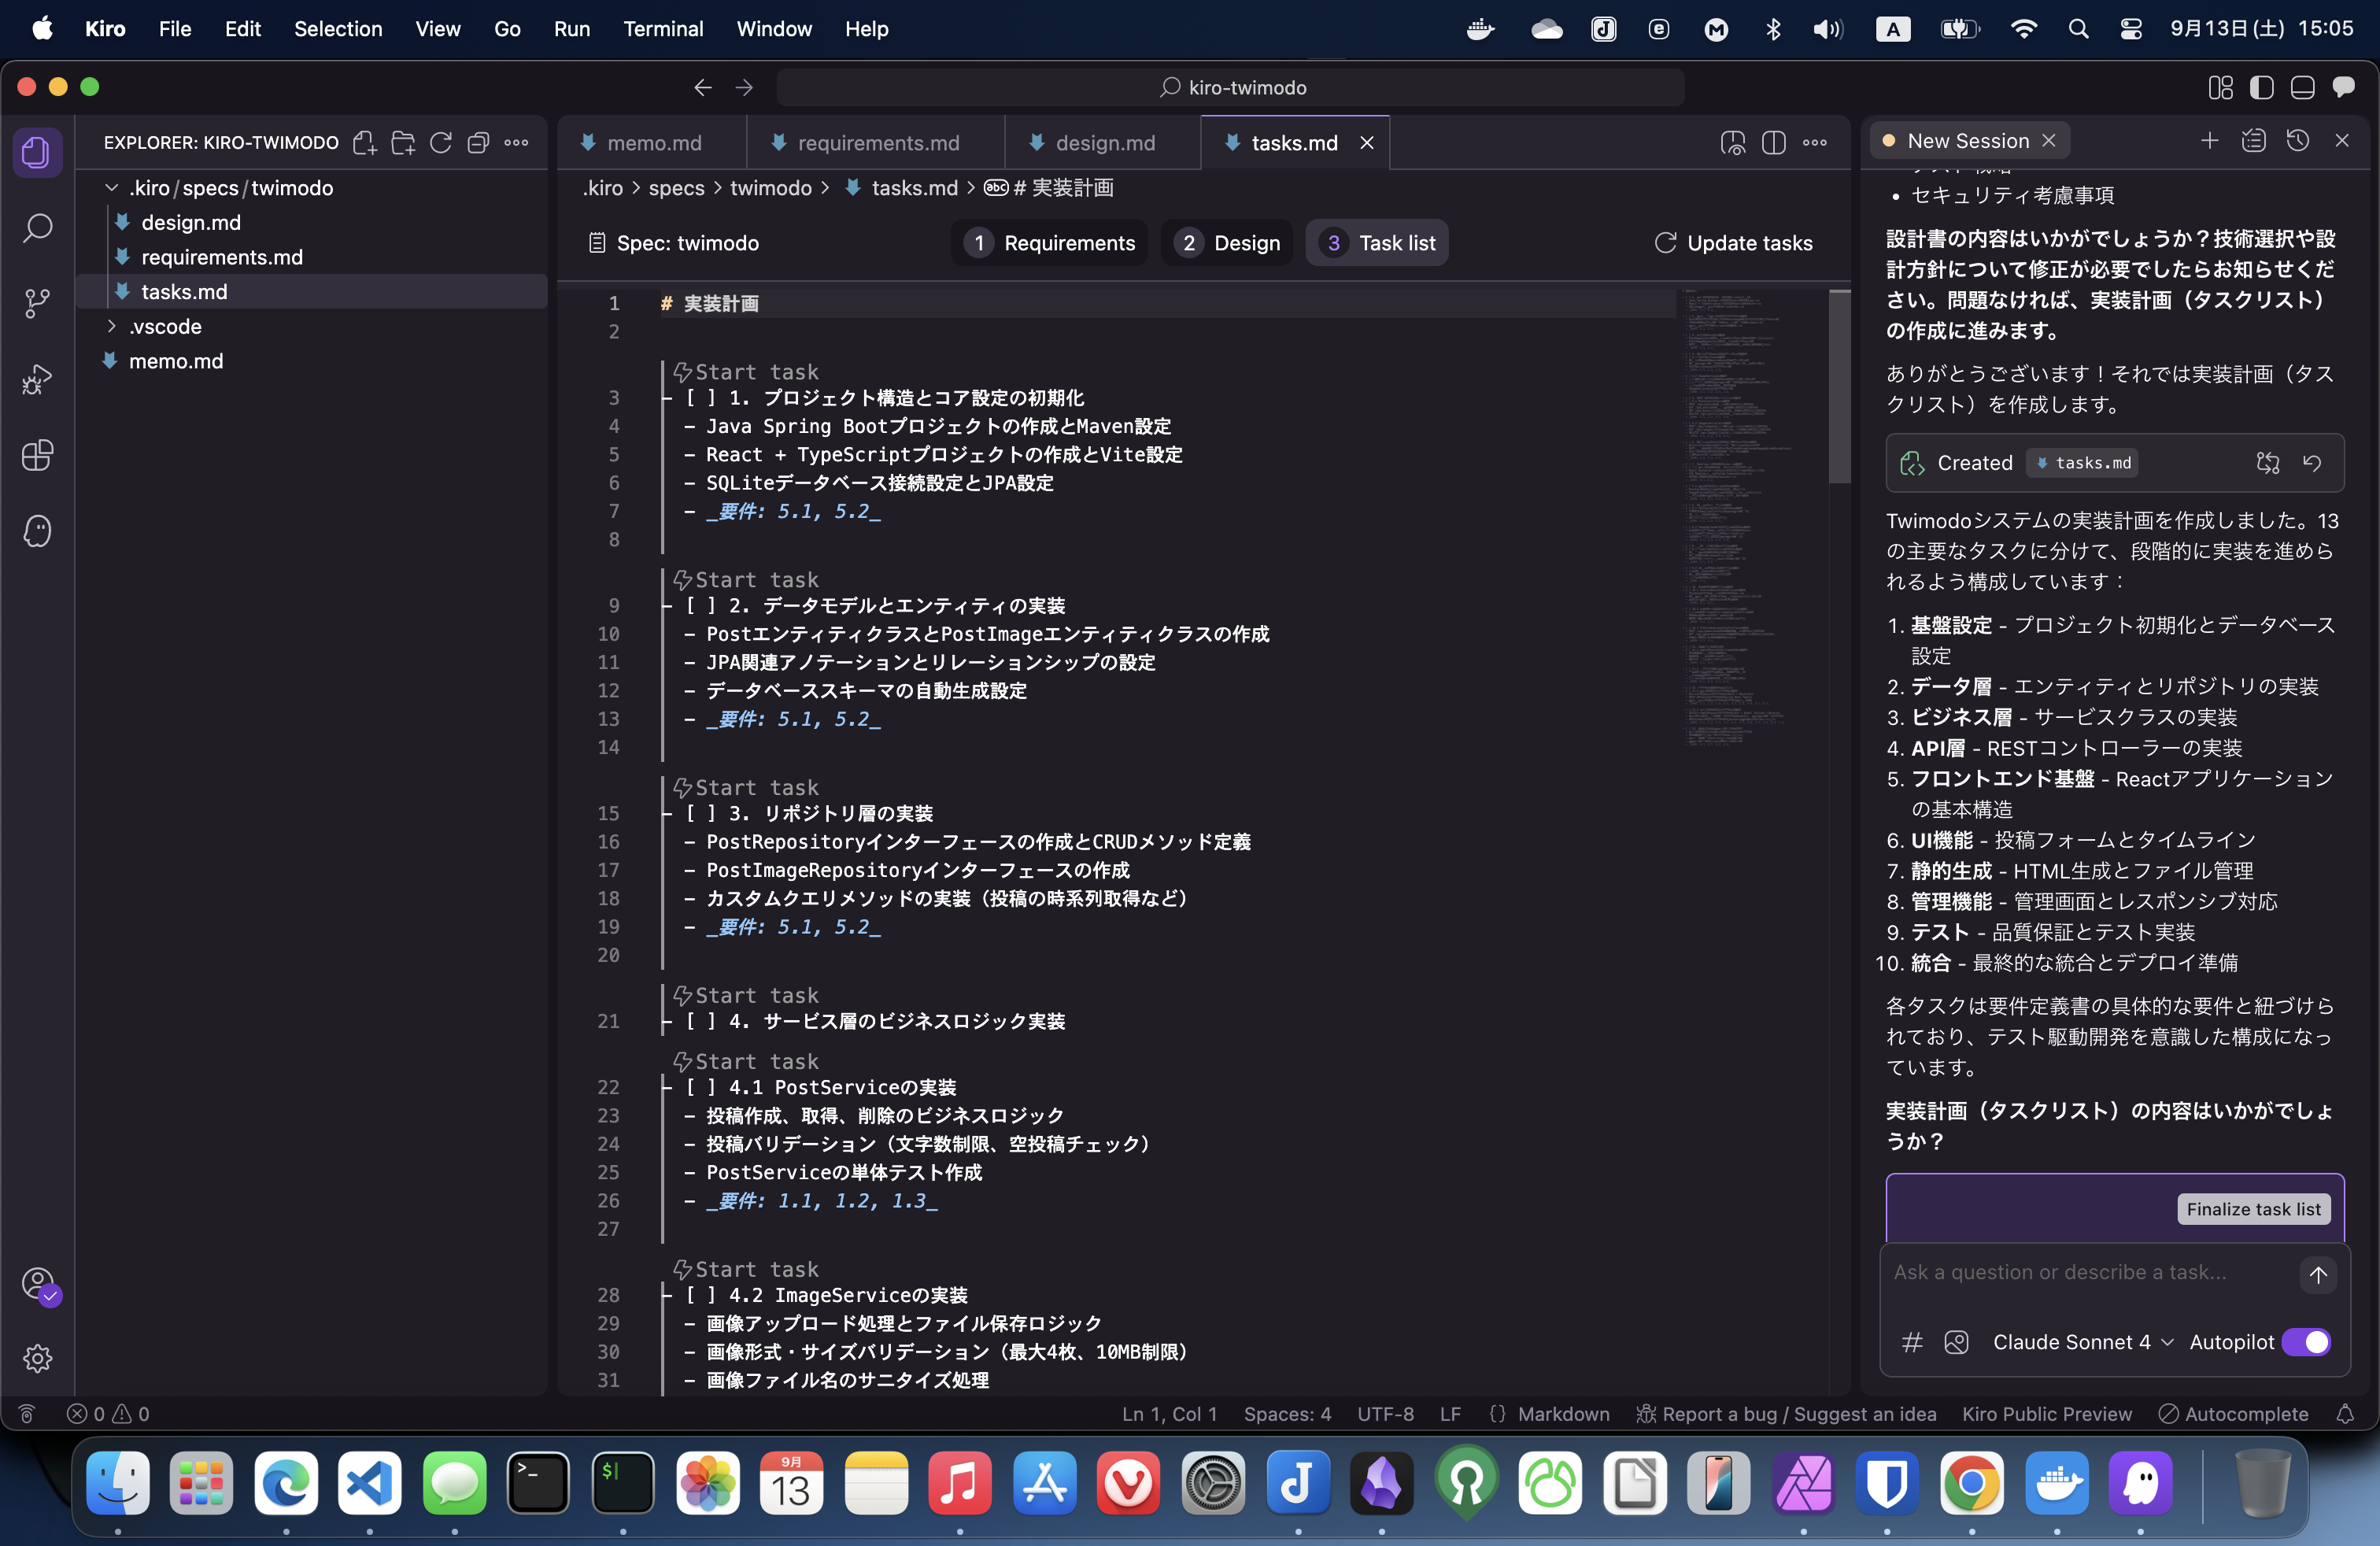 Kiro File Edit Selection View Go Run Terminal Window Help
A 9月13日(土) 15:05
kiro-twimodo
EXPLORER: KIRO-TWIMODO
.kiro/specs/twimodo
design.md
requirements.md
tasks.md
.vscode
memo.md
memo.md requirements.md design.md tasks.md
.kiro > specs > twimodo > tasks.md > abc # 実装計画
Spec: twimodo 1 Requirements 2 Design 3 Task list Update tasks
1 # 実装計画
2
Start task
3 - [ ] 1. プロジェクト構造とコア設定の初期化
4 - Java Spring Bootプロジェクトの作成とMaven設定
5 - React + TypeScriptプロジェクトの作成とVite設定
6 - SQLiteデータベース接続設定とJPA設定
7 - _要件: 5.1, 5.2_
8
Start task
9 - [ ] 2. データモデルとエンティティの実装
10 - PostエンティティクラスとPostImageエンティティクラスの作成
11 - JPA関連アノテーションとリレーションシップの設定
12 - データベーススキーマの自動生成設定
13 - _要件: 5.1, 5.2_
14
Start task
15 - [ ] 3. リポジトリ層の実装
16 - PostRepositoryインターフェースの作成とCRUDメソッド定義
17 - PostImageRepositoryインターフェースの作成
18 - カスタムクエリメソッドの実装（投稿の時系列取得など）
19 - _要件: 5.1, 5.2_
20
Start task
21 - [ ] 4. サービス層のビジネスロジック実装
Start task
22 - [ ] 4.1 PostServiceの実装
23 - 投稿作成、取得、削除のビジネスロジック
24 - 投稿バリデーション（文字数制限、空投稿チェック）
25 - PostServiceの単体テスト作成
26 - _要件: 1.1, 1.2, 1.3_
27
Start task
28 - [ ] 4.2 ImageServiceの実装
29 - 画像アップロード処理とファイル保存ロジック
30 - 画像形式・サイズバリデーション（最大4枚、10MB制限）
31 - 画像ファイル名のサニタイズ処理
New Session
• セキュリティ考慮事項
設計書の内容はいかがでしょうか？技術選択や設
計方針について修正が必要でしたらお知らせくだ
さい。問題なければ、実装計画（タスクリスト）
の作成に進みます。
ありがとうございます！それでは実装計画（タス
クリスト）を作成します。
Created tasks.md
Twimodoシステムの実装計画を作成しました。13
の主要なタスクに分けて、段階的に実装を進めら
れるよう構成しています：
1. 基盤設定 - プロジェクト初期化とデータベース
設定
2. データ層 - エンティティとリポジトリの実装
3. ビジネス層 - サービスクラスの実装
4. API層 - RESTコントローラーの実装
5. フロントエンド基盤 - Reactアプリケーション
の基本構造
6. UI機能 - 投稿フォームとタイムライン
7. 静的生成 - HTML生成とファイル管理
8. 管理機能 - 管理画面とレスポンシブ対応
9. テスト - 品質保証とテスト実装
10. 統合 - 最終的な統合とデプロイ準備
各タスクは要件定義書の具体的な要件と紐づけら
れており、テスト駆動開発を意識した構成になっ
ています。
実装計画（タスクリスト）の内容はいかがでしょ
うか？
Finalize task list
Ask a question or describe a task...
# Claude Sonnet 4 Autopilot
0 0 Ln 1, Col 1 Spaces: 4 UTF-8 LF {} Markdown Report a bug / Suggest an idea Kiro Public Preview Autocomplete
9月
13